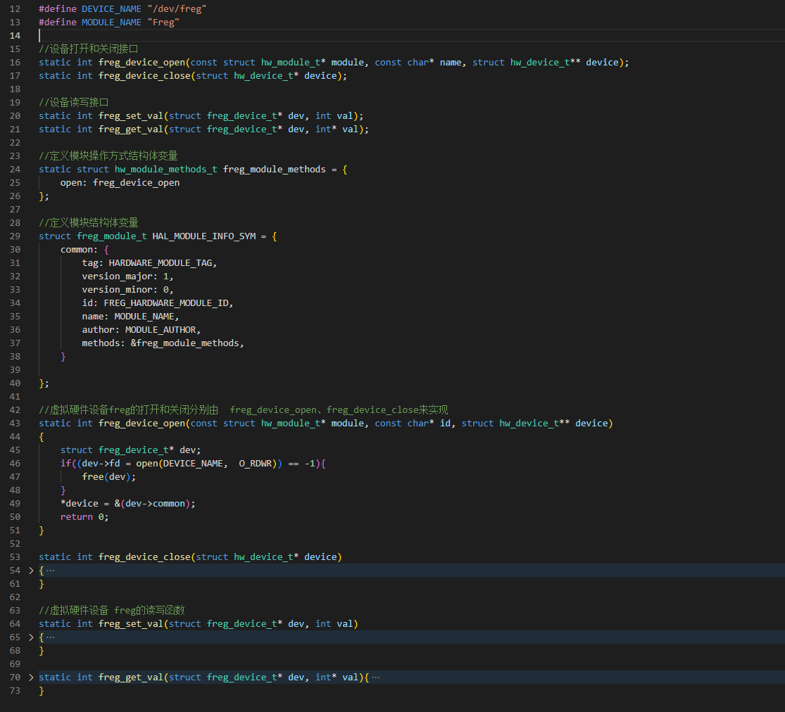 12 #define DEVICE_NAME "/dev/freg"
13 #define MODULE_NAME "Freg"
14
15 //设备打开和关闭接口
16 static int freg_device_open(const struct hw_module_t* module, const char* name, struct hw_device_t** device);
17 static int freg_device_close(struct hw_device_t* device);
18
19 //设备读写接口
20 static int freg_set_val(struct freg_device_t* dev, int val);
21 static int freg_get_val(struct freg_device_t* dev, int* val);
22
23 //定义模块操作方式结构体变量
24 static struct hw_module_methods_t freg_module_methods = {
25     open: freg_device_open
26 };
27
28 //定义模块结构体变量
29 struct freg_module_t HAL_MODULE_INFO_SYM = {
30     common: {
31         tag: HARDWARE_MODULE_TAG,
32         version_major: 1,
33         version_minor: 0,
34         id: FREG_HARDWARE_MODULE_ID,
35         name: MODULE_NAME,
36         author: MODULE_AUTHOR,
37         methods: &freg_module_methods,
38     }
39
40 };
41
42 //虚拟硬件设备freg的打开和关闭分别由  freg_device_open、freg_device_close来实现
43 static int freg_device_open(const struct hw_module_t* module, const char* id, struct hw_device_t** device)
44 {
45     struct freg_device_t* dev;
46     if((dev->fd = open(DEVICE_NAME,  O_RDWR)) == -1){
47         free(dev);
48     }
49     *device = &(dev->common);
50     return 0;
51 }
52
53 static int freg_device_close(struct hw_device_t* device)
54 > {···
61 }
62
63 //虚拟硬件设备 freg的读写函数
64 static int freg_set_val(struct freg_device_t* dev, int val)
65 > {···
68 }
69
70 > static int freg_get_val(struct freg_device_t* dev, int* val){···
73 }